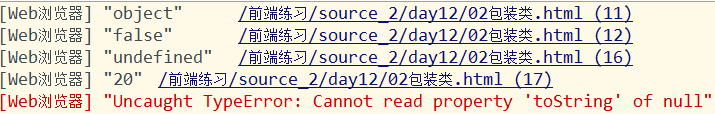 [Web浏览器] "object" /前端练习/source_2/day12/02包装类.html (11)
[Web浏览器] "false" /前端练习/source_2/day12/02包装类.html (12)
[Web浏览器] "undefined" /前端练习/source_2/day12/02包装类.html (16)
[Web浏览器] "20" /前端练习/source_2/day12/02包装类.html (17)
[Web浏览器] "Uncaught TypeError: Cannot read property 'toString' of null"